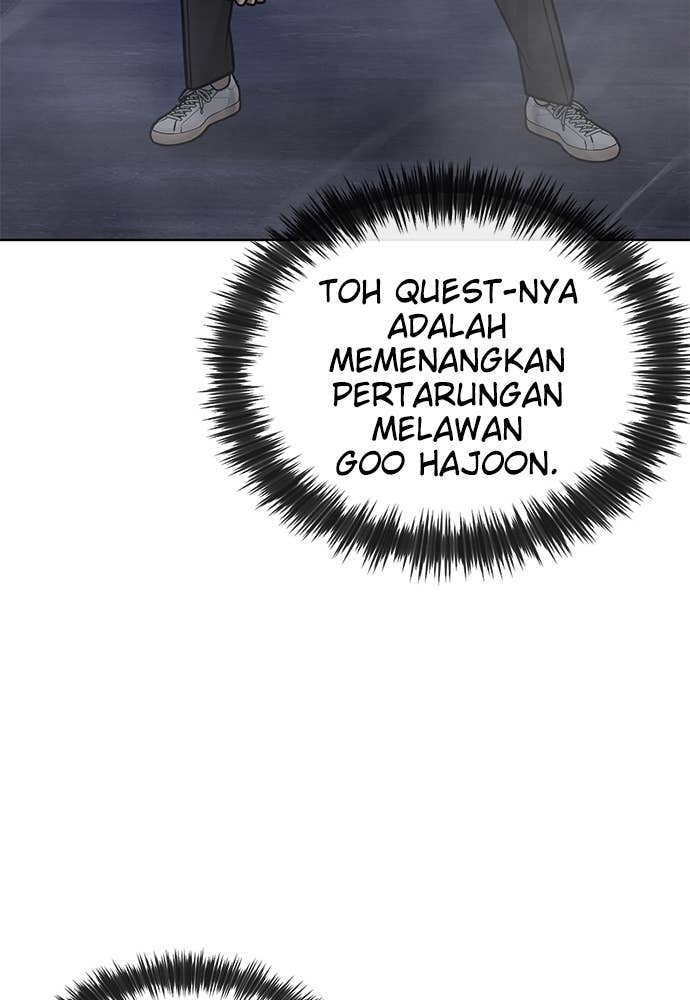 TOH QUEST-NYA
ADALAH
MEMENANGKAN
PERTARUNGAN
MELAWAN
GOO HAJOON.